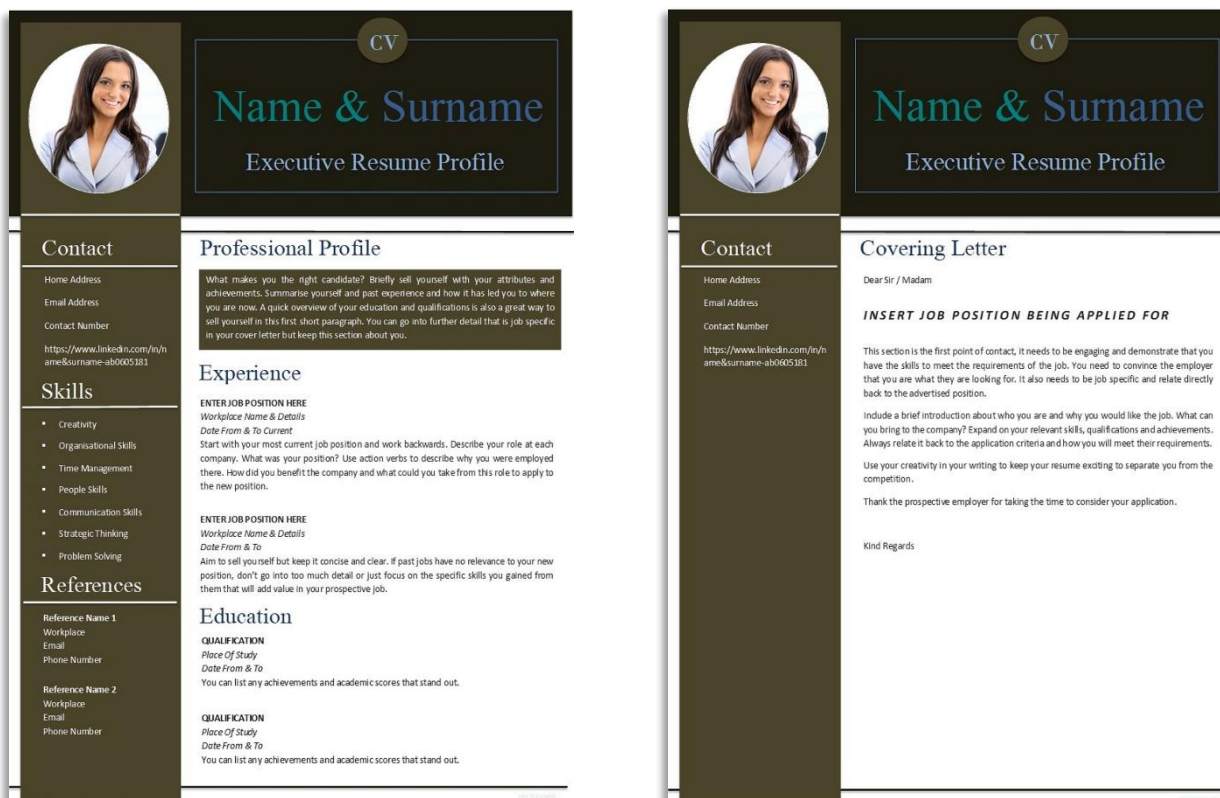 CV
Name & Surname
Executive Resume Profile
Contact
Home Address
Email Address
Contact Number
https://www.linkedin.com/in/n
ame&surname-ab0605181
Skills
▪ Creativity
▪ Organisational Skills
▪ Time Management
▪ People Skills
▪ Communication Skills
▪ Strategic Thinking
▪ Problem Solving
References
Reference Name 1
Workplace
Email
Phone Number
Reference Name 2
Workplace
Email
Phone Number
Professional Profile
What makes you the right candidate? Briefly sell yourself with your attributes and
achievements. Summarise yourself and past experience and how it has led you to where
you are now. A quick overview of your education and qualifications is also a great way to
sell yourself in this first short paragraph. You can go into further detail that is job specific
in your cover letter but keep this section about you.
Experience
ENTER JOB POSITION HERE
Workplace Name & Details
Date From & To Current
Start with your most current job position and work backwards. Describe your role at each
company. What was your position? Use action verbs to describe why you were employed
there. How did you benefit the company and what could you take from this role to apply to
the new position.
ENTER JOB POSITION HERE
Workplace Name & Details
Date From & To
Aim to sell yourself but keep it concise and clear. If past jobs have no relevance to your new
position, don't go into too much detail or just focus on the specific skills you gained from
them that will add value in your prospective job.
Education
QUALIFICATION
Place Of Study
Date From & To
You can list any achievements and academic scores that stand out.
QUALIFICATION
Place Of Study
Date From & To
You can list any achievements and academic scores that stand out.
CV
Name & Surname
Executive Resume Profile
Contact
Home Address
Email Address
Contact Number
https://www.linkedin.com/in/n
ame&surname-ab0605181
Covering Letter
Dear Sir / Madam
INSERT JOB POSITION BEING APPLIED FOR
This section is the first point of contact, it needs to be engaging and demonstrate that you
have the skills to meet the requirements of the job. You need to convince the employer
that you are what they are looking for. It also needs to be job specific and relate directly
back to the advertised position.
Include a brief introduction about who you are and why you would like the job. What can
you bring to the company? Expand on your relevant skills, qualifications and achievements.
Always relate it back to the application criteria and how you will meet their requirements.
Use your creativity in your writing to keep your resume exciting to separate you from the
competition.
Thank the prospective employer for taking the time to consider your application.
Kind Regards